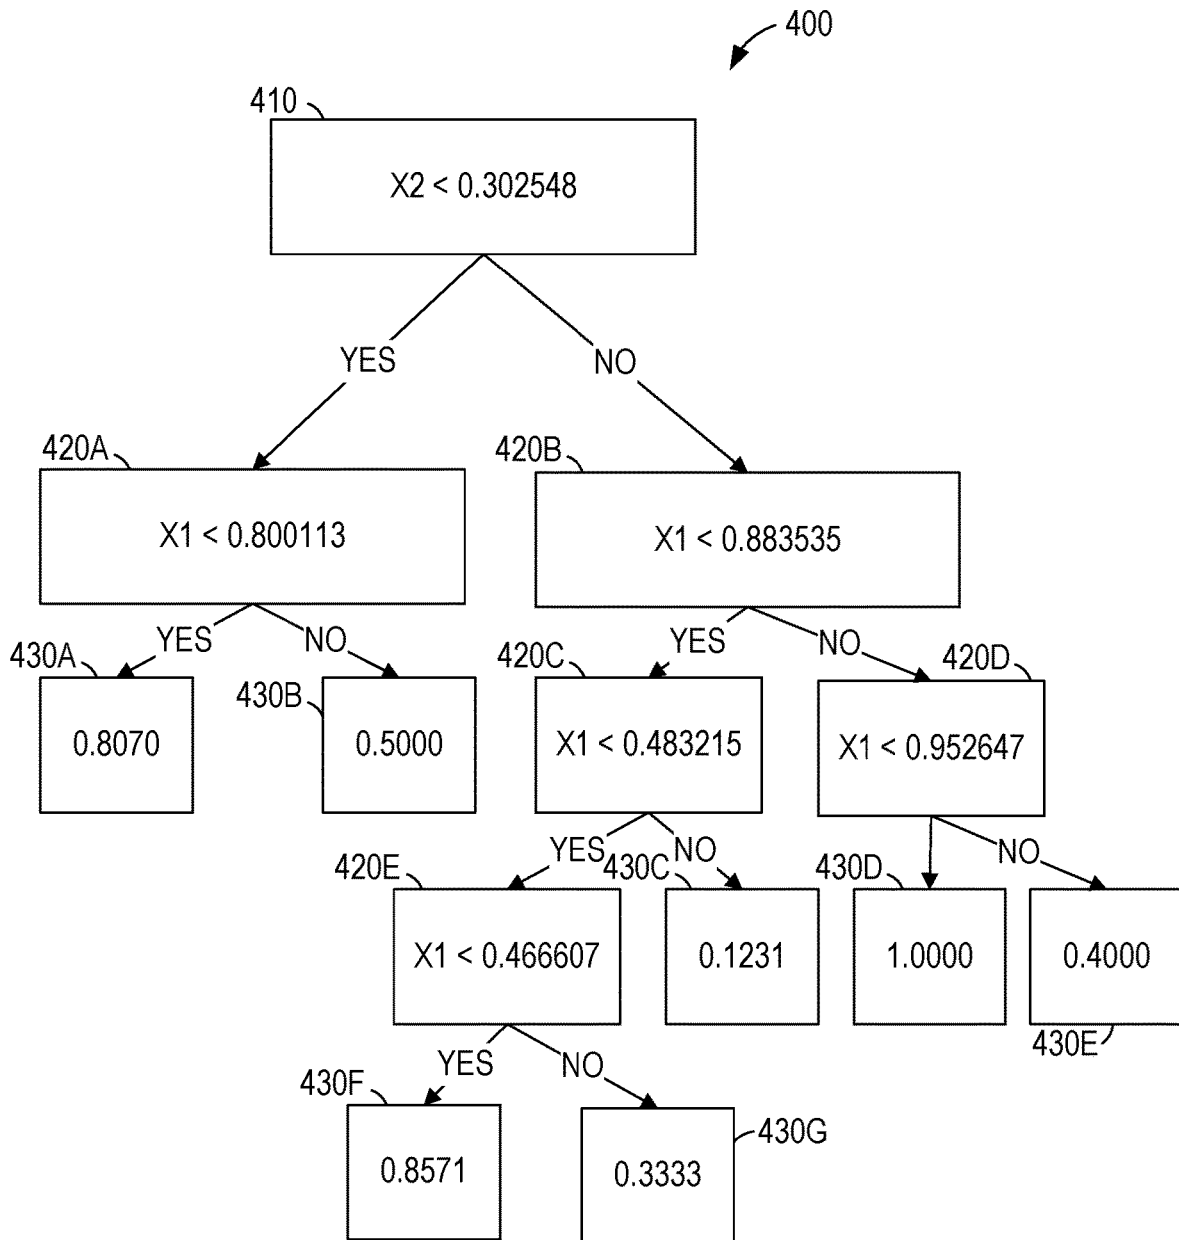 400
410
X2 < 0.302548
YES
NO
420A
420B
X1 < 0.800113
X1 < 0.883535
YES
NO
YES
NO
430A
430B
420C
420D
0.8070
0.5000
X1 < 0.483215
X1 < 0.952647
YES
NO
NO
420E
430C
430D
X1 < 0.466607
0.1231
1.0000
0.4000
430E
YES
NO
430F
430G
0.8571
0.3333